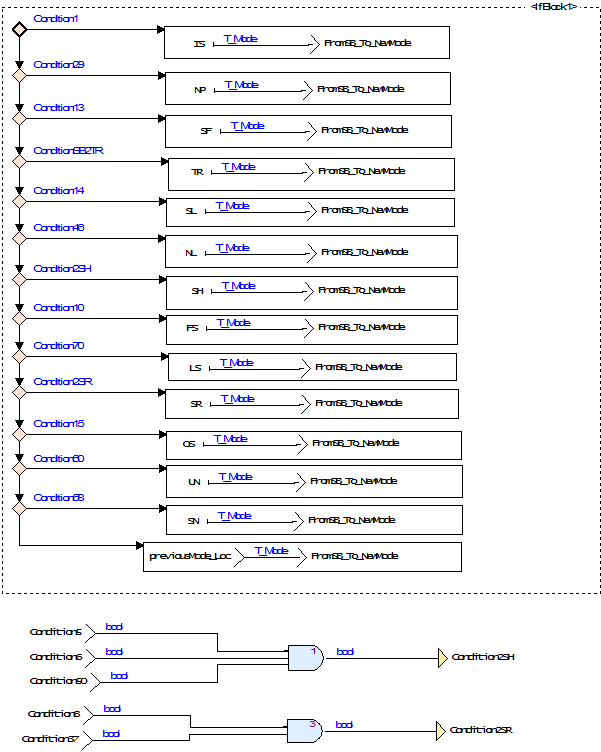 <IfBlock1>
Condition1
IS T_Mode FromSB_To_NewMode
Condition29
NP T_Mode FromSB_To_NewMode
Condition13
SF T_Mode FromSB_To_NewMode
ConditionSB2TR
TR T_Mode FromSB_To_NewMode
Condition14
SL T_Mode FromSB_To_NewMode
Condition46
NL T_Mode FromSB_To_NewMode
Condition2SH
SH T_Mode FromSB_To_NewMode
Condition10
FS T_Mode FromSB_To_NewMode
Condition70
LS T_Mode FromSB_To_NewMode
Condition2SR
SR T_Mode FromSB_To_NewMode
Condition15
OS T_Mode FromSB_To_NewMode
Condition60
UN T_Mode FromSB_To_NewMode
Condition58
SN T_Mode FromSB_To_NewMode
previousMode_Loc T_Mode FromSB_To_NewMode
Condition5 bool
Condition6 bool 1 bool Condition2SH
Condition50 bool
Condition8 bool
3 bool Condition2SR
Condition37 bool